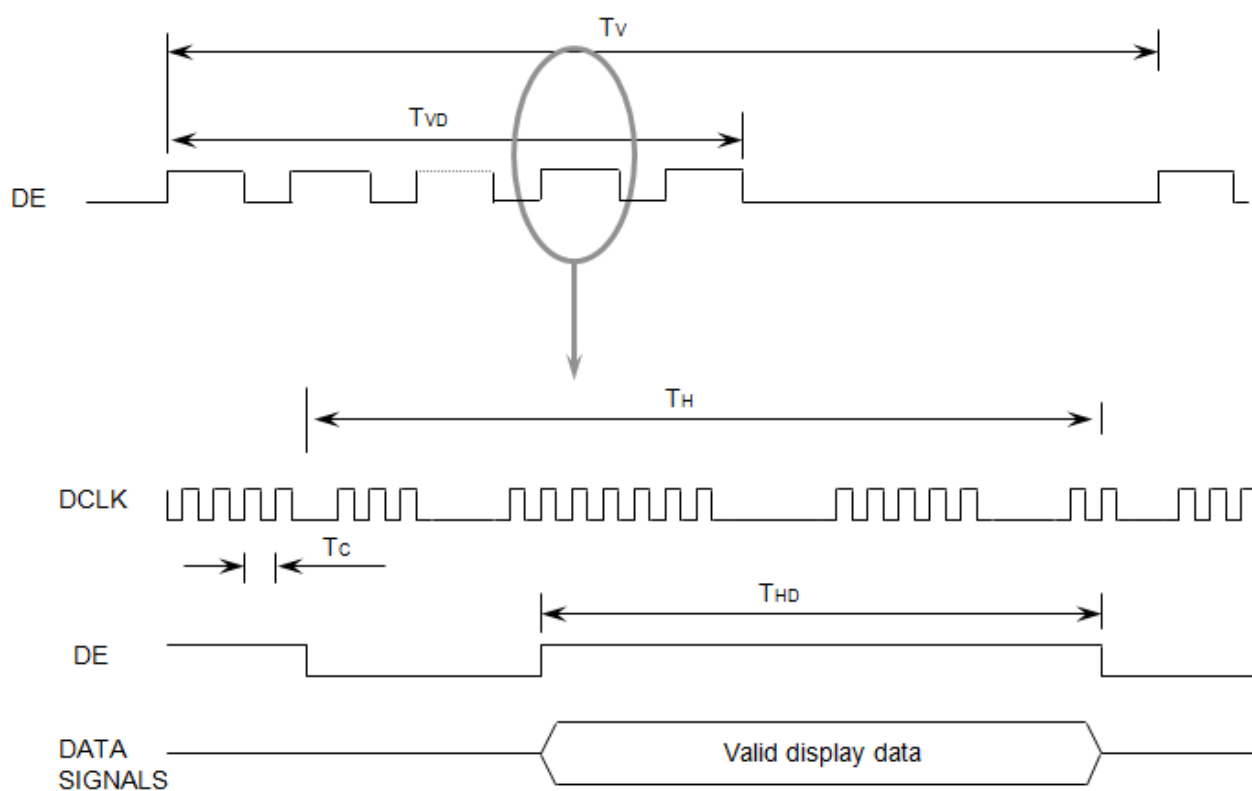 TV
TVD
DE
TH
DCLK
TC
THD
DE
DATA
SIGNALS
Valid display data